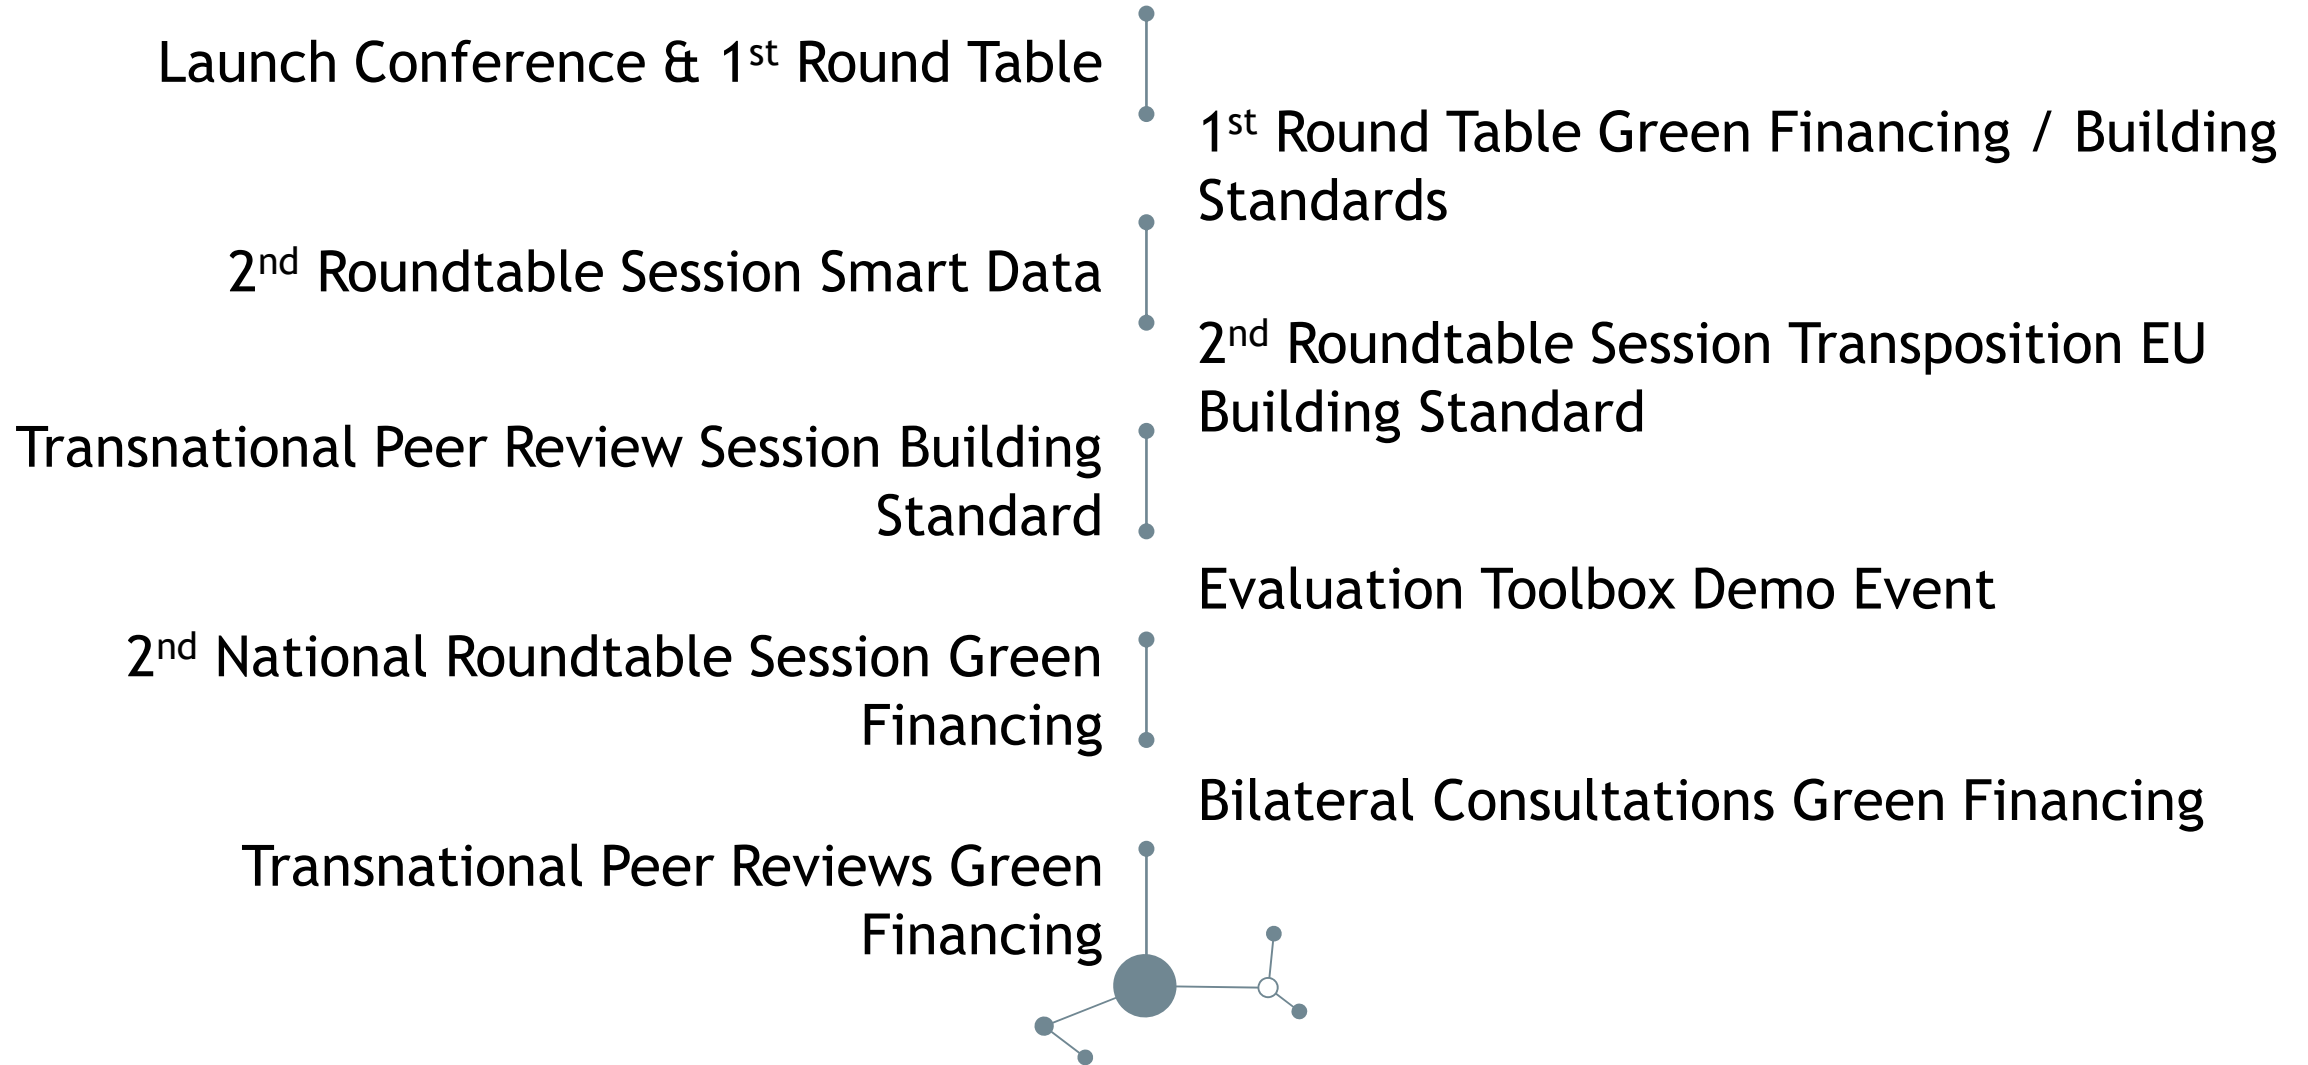 Launch Conference & 1st Round Table
1st Round Table Green Financing / Building
Standards
2nd Roundtable Session Smart Data
2nd Roundtable Session Transposition EU
Building Standard
Transnational Peer Review Session Building
Standard
Evaluation Toolbox Demo Event
2nd National Roundtable Session Green
Financing
Bilateral Consultations Green Financing
Transnational Peer Reviews Green
Financing